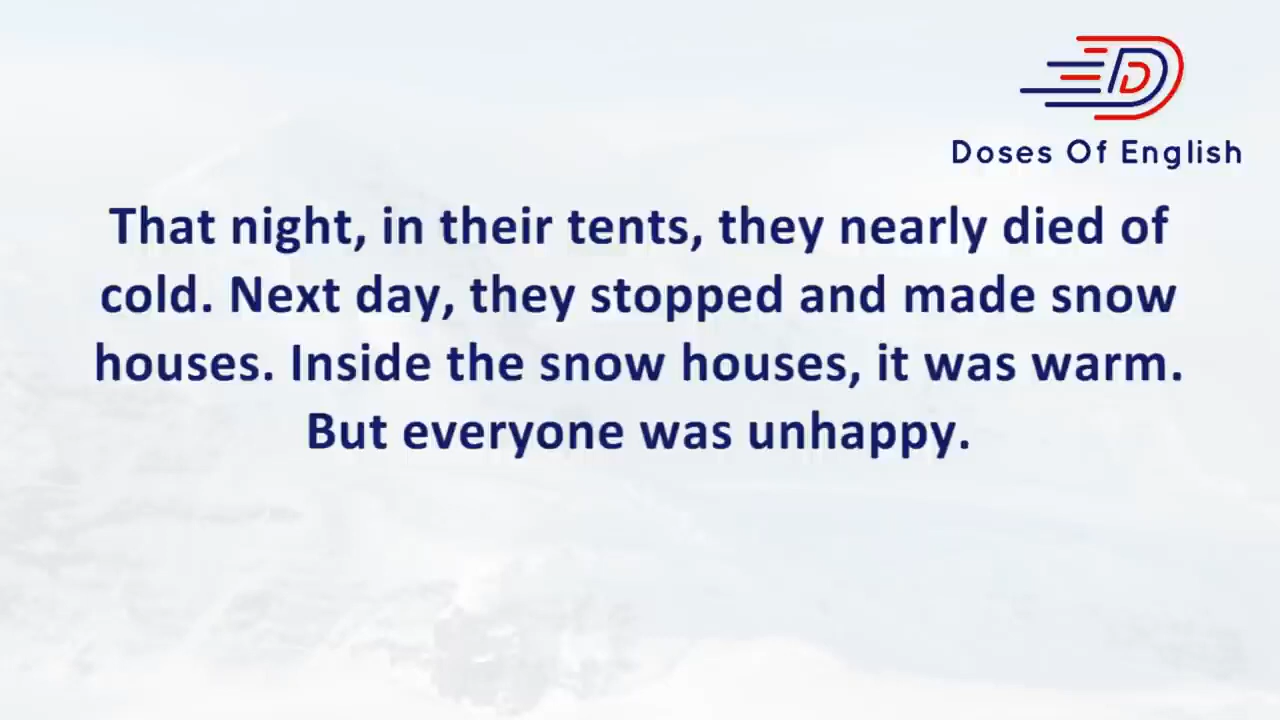 Doses Of English
That night, in their tents, they nearly died of
cold. Next day, they stopped and made snow
houses. Inside the snow houses, it was warm.
But everyone was unhappy.